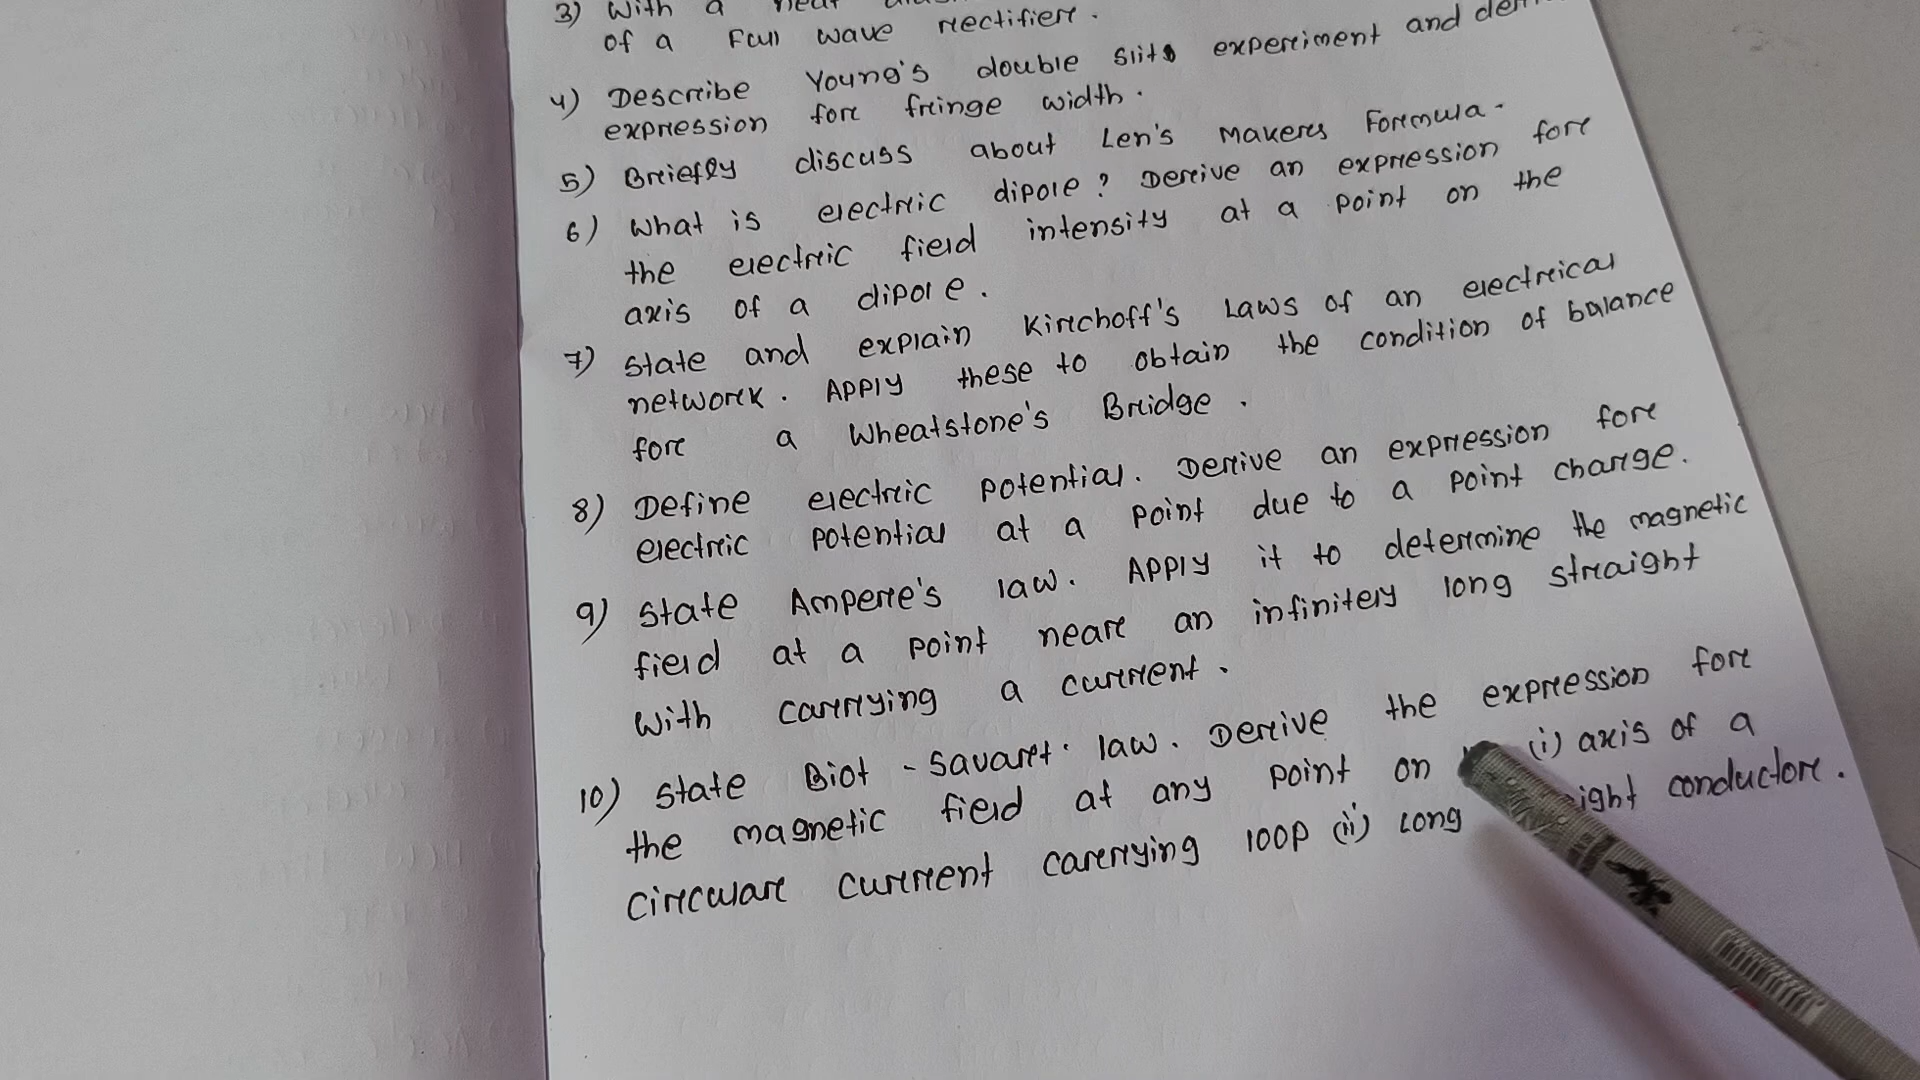 3) With a neat
of a Full wave rectifier.
4) Describe Young's double slits experiment and
expression for fringe width.
5) Briefly discuss about Len's Makers Formula.
6) What is electric dipole? Derive an expression for
the electric field intensity at a point on the
axis of a dipole.
7) State and explain Kirchoff's Laws of an electrical
network. Apply these to obtain the condition of balance
for a Wheatstone's Bridge.
8) Define electric potential. Derive an expression for
electric potential at a point due to a point charge.
9) State Ampere's law. Apply it to determine the magnetic
field at a point near an infinitely long straight
with carrying a current.
10) State Biot - Savart law. Derive the expression for
the magnetic field at any point on (i) axis of a
circular current carrying loop (ii) Long conductor.